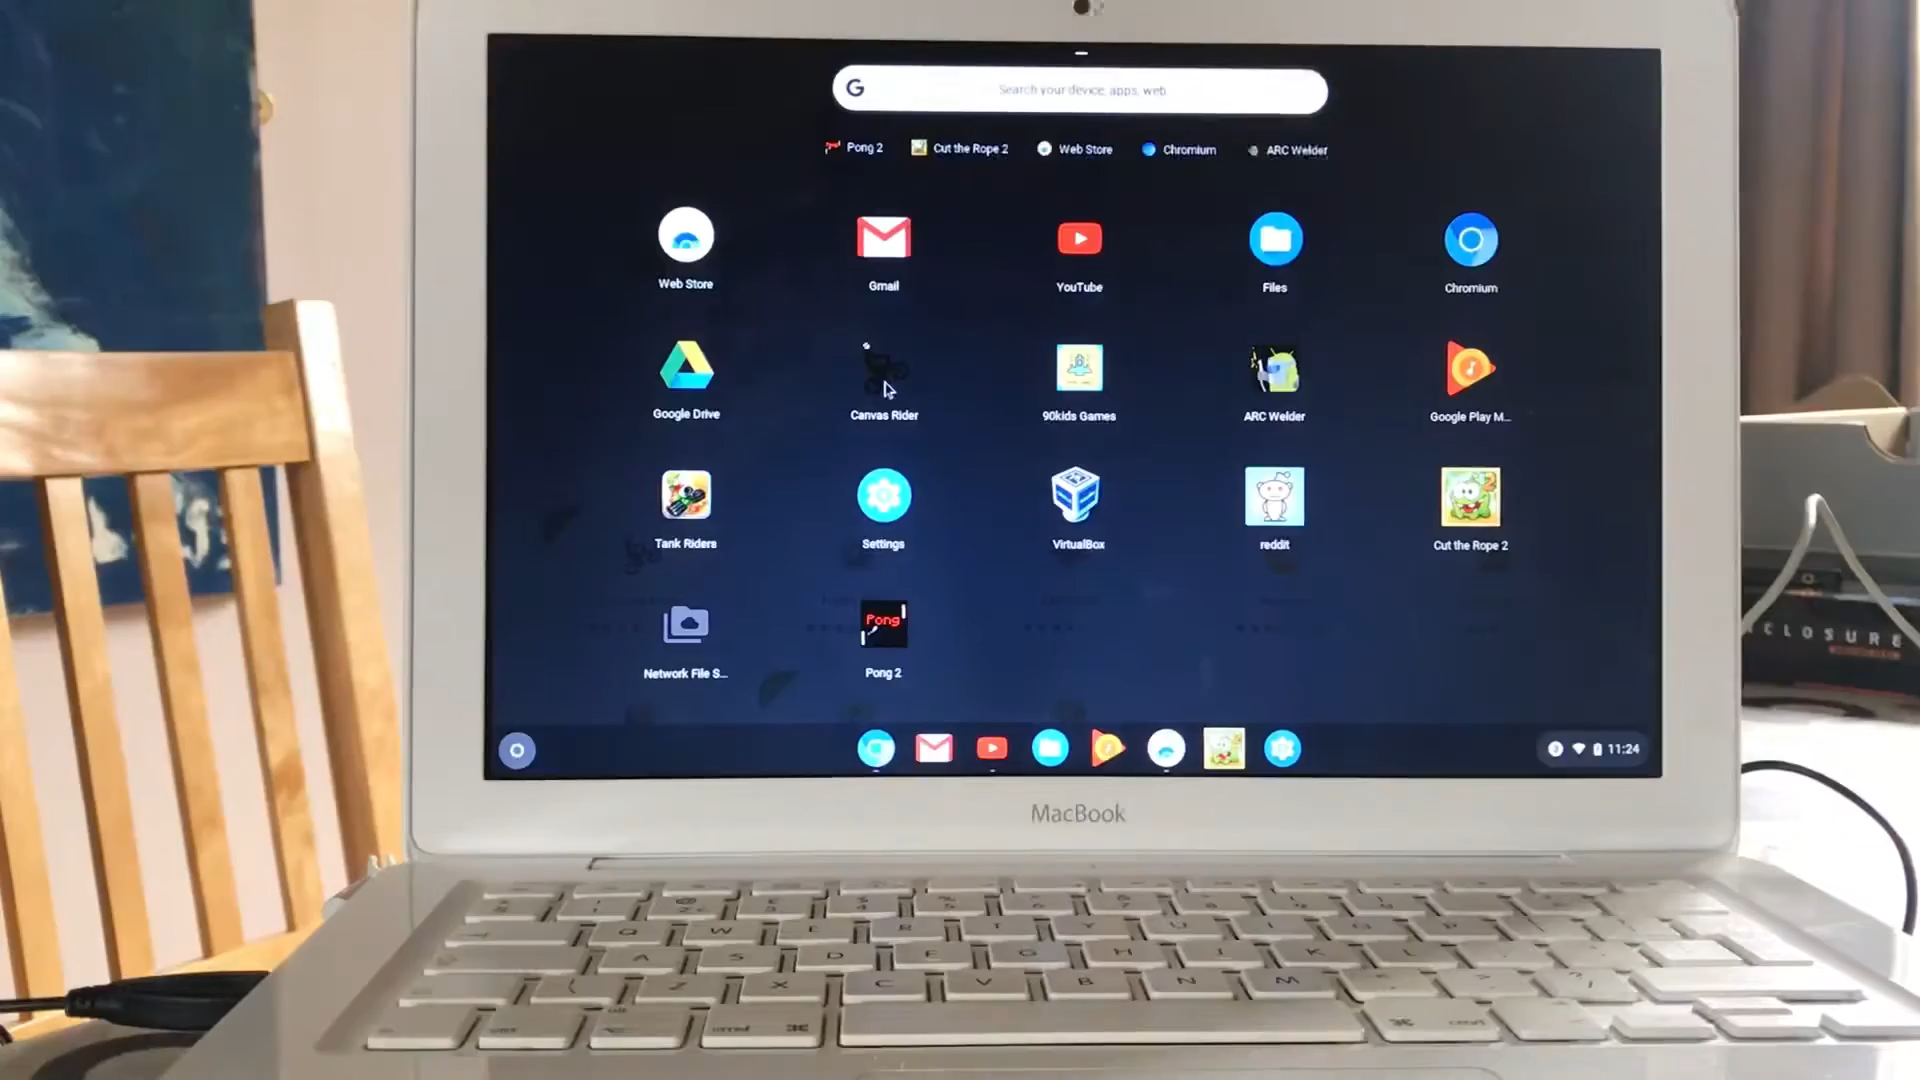 Search your device, apps, web
Pong 2 Cut the Rope 2 Web Store Chromium ARC Welder
Web Store Gmail YouTube Files Chromium
Google Drive Canvas Rider 90kids Games ARC Welder Google Play M...
Tank Riders Settings VirtualBox reddit Cut the Rope 2
Pong
Network File S... Pong 2
11:24
CLOSURE
MacBook
Q W E R T Y U I
A S D F G H J K L
Z X C V B N M
cmd ⌘ ⌘ cmd